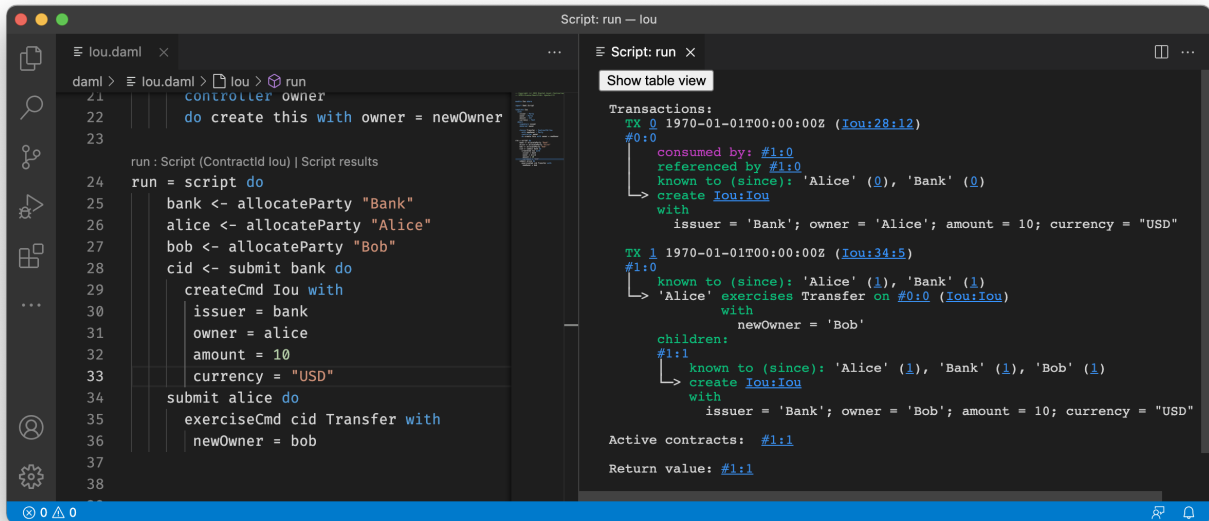 Script: run — Iou
Iou.daml
Script: run
daml > Iou.daml > Iou > run
21 controller owner
22 do create this with owner = newOwner
23
run : Script (ContractId Iou) | Script results
24 run = script do
25 bank <- allocateParty "Bank"
26 alice <- allocateParty "Alice"
27 bob <- allocateParty "Bob"
28 cid <- submit bank do
29 createCmd Iou with
30 issuer = bank
31 owner = alice
32 amount = 10
33 currency = "USD"
34 submit alice do
35 exerciseCmd cid Transfer with
36 newOwner = bob
37
38
Show table view
Transactions:
TX 0 1970-01-01T00:00:00Z (Iou:28:12)
#0:0
consumed by: #1:0
referenced by #1:0
known to (since): 'Alice' (0), 'Bank' (0)
create Iou:Iou
with
issuer = 'Bank'; owner = 'Alice'; amount = 10; currency = "USD"
TX 1 1970-01-01T00:00:00Z (Iou:34:5)
#1:0
known to (since): 'Alice' (1), 'Bank' (1)
'Alice' exercises Transfer on #0:0 (Iou:Iou)
with
newOwner = 'Bob'
children:
#1:1
known to (since): 'Alice' (1), 'Bank' (1), 'Bob' (1)
create Iou:Iou
with
issuer = 'Bank'; owner = 'Bob'; amount = 10; currency = "USD"
Active contracts: #1:1
Return value: #1:1
0 0